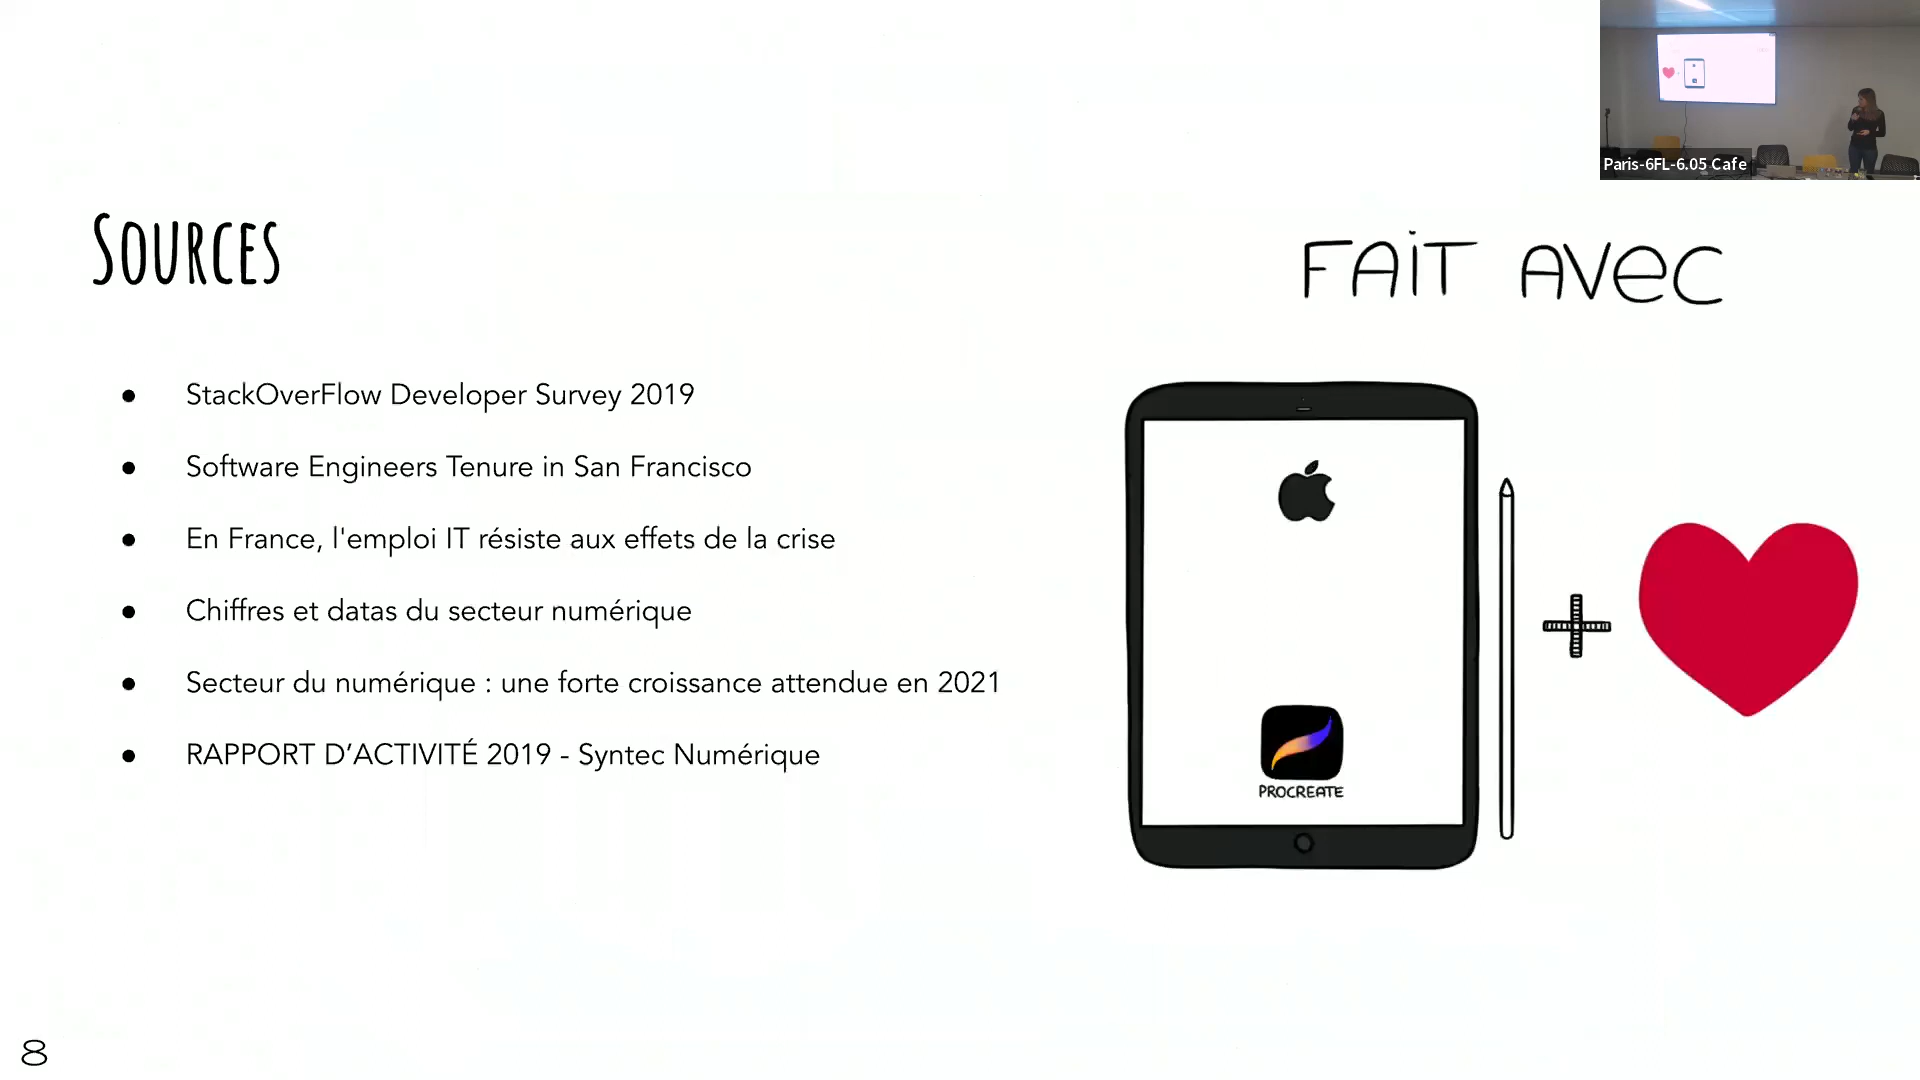 Paris-6FL-6.05 Cafe
SOURCES
FAIT AVEC
● StackOverFlow Developer Survey 2019
● Software Engineers Tenure in San Francisco
● En France, l'emploi IT résiste aux effets de la crise
● Chiffres et datas du secteur numérique
● Secteur du numérique : une forte croissance attendue en 2021
● RAPPORT D’ACTIVITÉ 2019 - Syntec Numérique
PROCREATE
8